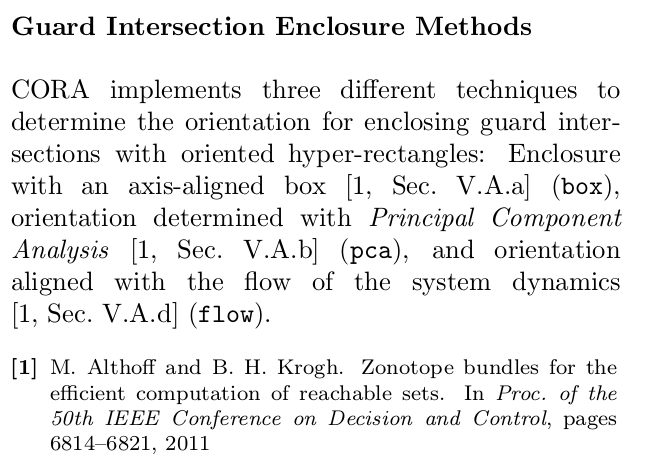 Guard Intersection Enclosure Methods
CORA implements three different techniques to
determine the orientation for enclosing guard inter-
sections with oriented hyper-rectangles: Enclosure
with an axis-aligned box [1, Sec. V.A.a] (box),
orientation determined with Principal Component
Analysis [1, Sec. V.A.b] (pca), and orientation
aligned with the flow of the system dynamics
[1, Sec. V.A.d] (flow).
[1] M. Althoff and B. H. Krogh. Zonotope bundles for the
efficient computation of reachable sets. In Proc. of the
50th IEEE Conference on Decision and Control, pages
6814–6821, 2011